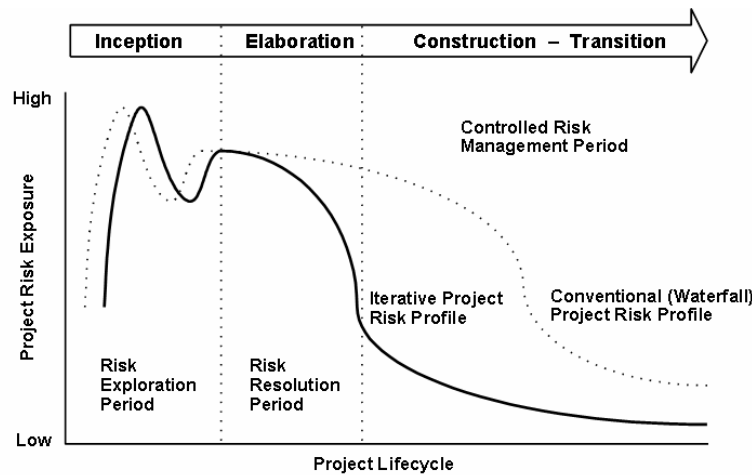 Inception
Elaboration
Construction – Transition
High
Controlled Risk
Management Period
Project Risk Exposure
Iterative Project
Risk Profile
Conventional (Waterfall)
Project Risk Profile
Risk
Exploration
Period
Risk
Resolution
Period
Low
Project Lifecycle